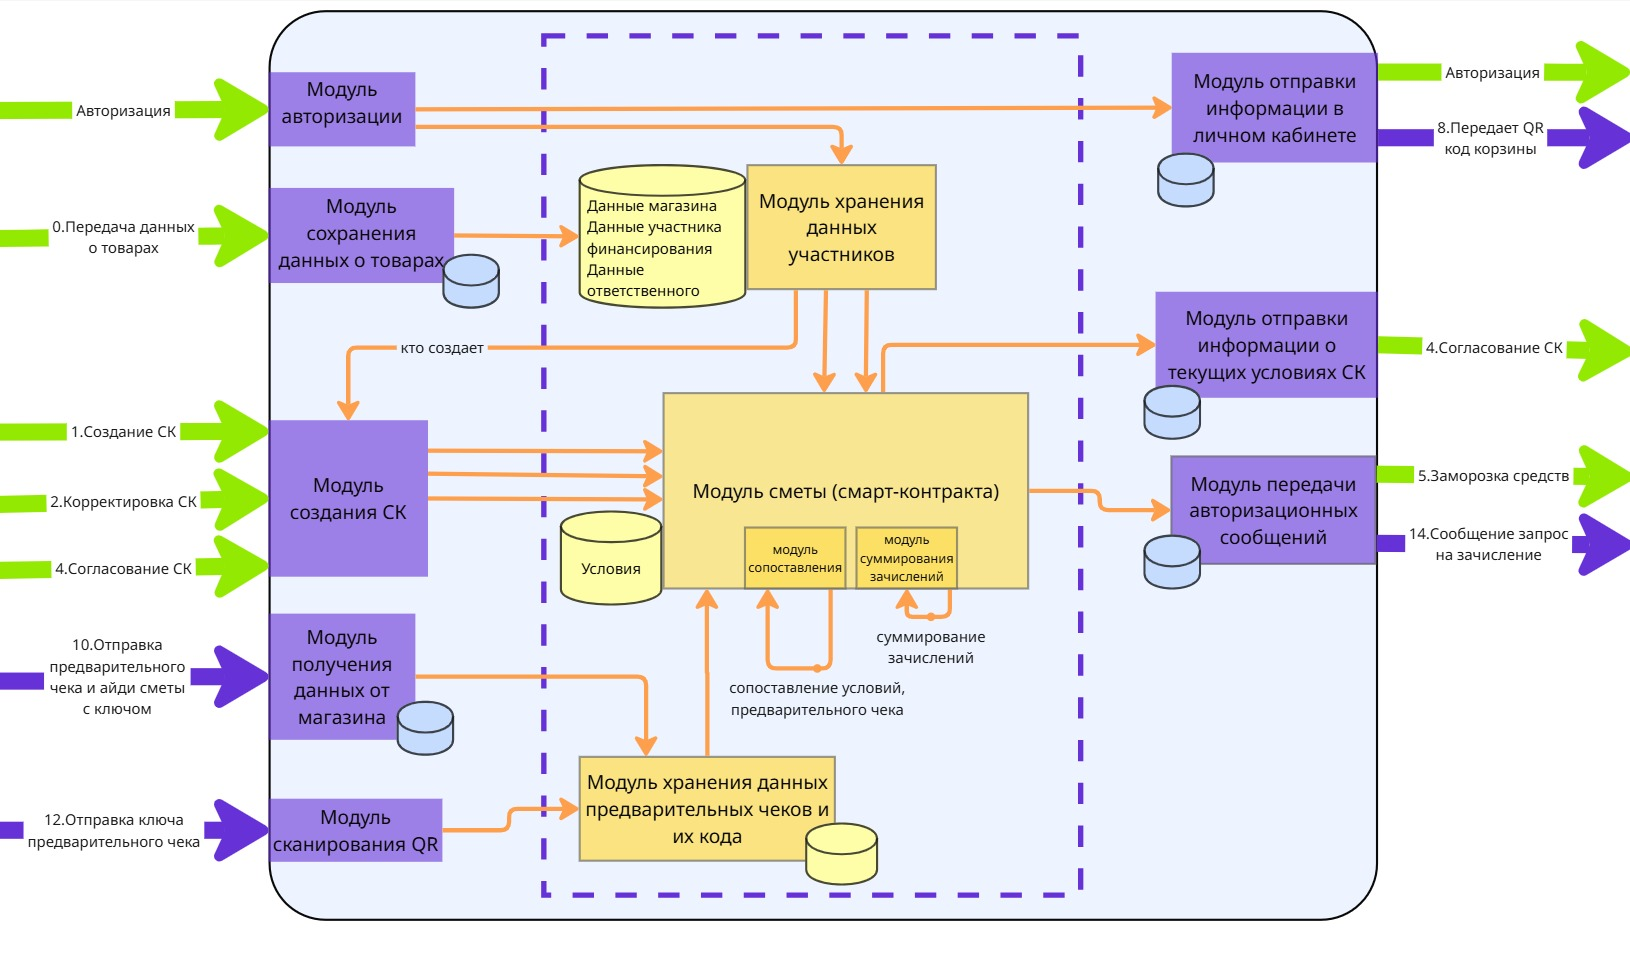 Авторизация
Модуль
авторизации
Модуль отправки
информации в
личном кабинете
Авторизация
8.Передает QR
код корзины
0.Передача данных
о товарах
Модуль
сохранения
данных о товарах
Данные магазина
Данные участника
финансирования
Данные
ответственного
Модуль хранения
данных
участников
кто создает
Модуль отправки
информации о
текущих условиях СК
4.Согласование СК
1.Создание СК
2.Корректировка СК
4.Согласование СК
Модуль
создания СК
Модуль сметы (смарт-контракта)
Условия
модуль
сопоставления
модуль
суммирования
зачислений
Модуль передачи
авторизационных
сообщений
5.Заморозка средств
14.Сообщение запрос
на зачисление
суммирование
зачислений
сопоставление условий,
предварительного чека
10.Отправка
предварительного
чека и айди сметы
с ключом
Модуль
получения
данных от
магазина
Модуль хранения данных
предварительных чеков и
их кода
12.Отправка ключа
предварительного чека
Модуль
сканирования QR